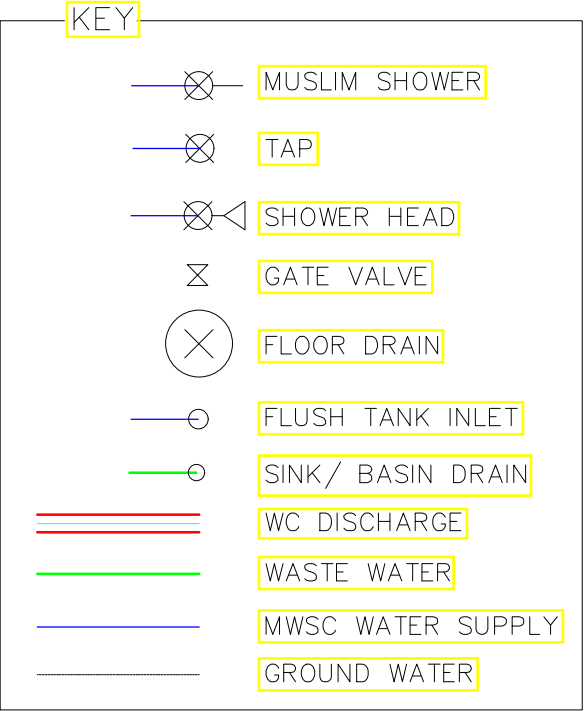 KEY
MUSLIM SHOWER
TAP
SHOWER HEAD
GATE VALVE
FLOOR DRAIN
FLUSH TANK INLET
SINK/ BASIN DRAIN
WC DISCHARGE
WASTE WATER
MWSC WATER SUPPLY
GROUND WATER